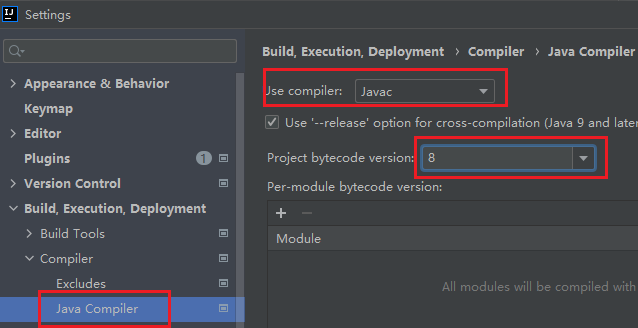 IJ Settings
Build, Execution, Deployment › Compiler › Java Compiler
Appearance & Behavior
Use compiler: Javac
Keymap
Use '--release' option for cross-compilation (Java 9 and later
Editor
Plugins 1
Project bytecode version: 8
Version Control
Per-module bytecode version:
Build, Execution, Deployment
Build Tools
Module
Compiler
Excludes
All modules will be compiled with
Java Compiler